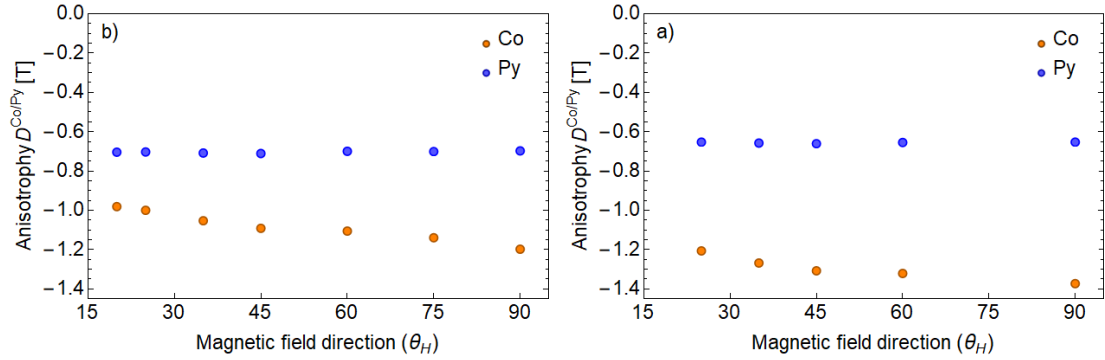 b)
Co
Py
Anisotropy D^Co/Py [T]
0.0
−0.2
−0.4
−0.6
−0.8
−1.0
−1.2
−1.4
15 30 45 60 75 90
Magnetic field direction (θ_H)
a)
Co
Py
Anisotrophy D^Co/Py [T]
0.0
−0.2
−0.4
−0.6
−0.8
−1.0
−1.2
−1.4
15 30 45 60 75 90
Magnetic field direction (θ_H)